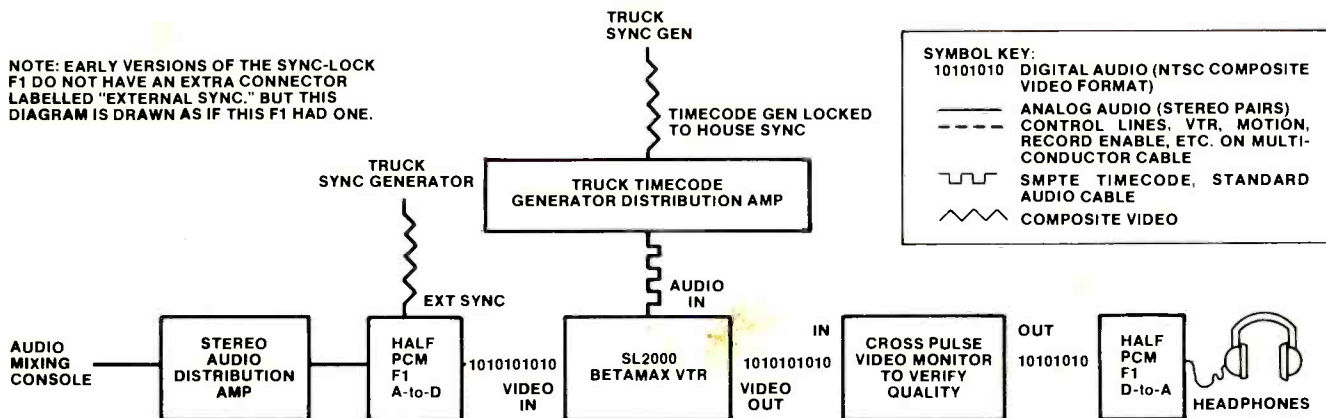 NOTE: EARLY VERSIONS OF THE SYNC-LOCK
F1 DO NOT HAVE AN EXTRA CONNECTOR
LABELLED "EXTERNAL SYNC." BUT THIS
DIAGRAM IS DRAWN AS IF THIS F1 HAD ONE.
TRUCK
SYNC GEN
TIMECODE GEN LOCKED
TO HOUSE SYNC
SYMBOL KEY:
10101010 DIGITAL AUDIO (NTSC COMPOSITE
VIDEO FORMAT)
ANALOG AUDIO (STEREO PAIRS)
CONTROL LINES, VTR, MOTION,
RECORD ENABLE, ETC. ON MULTI-
CONDUCTOR CABLE
SMPTE TIMECODE, STANDARD
AUDIO CABLE
COMPOSITE VIDEO
TRUCK
SYNC GENERATOR
TRUCK TIMECODE
GENERATOR DISTRIBUTION AMP
EXT SYNC
AUDIO
IN
AUDIO
MIXING
CONSOLE
STEREO
AUDIO
DISTRIBUTION
AMP
HALF
PCM
F1
A-to-D
1010101010
VIDEO
IN
SL2000
BETAMAX VTR
IN
1010101010
VIDEO
OUT
CROSS PULSE
VIDEO MONITOR
TO VERIFY
QUALITY
OUT
10101010
HALF
PCM
F1
D-to-A
HEADPHONES